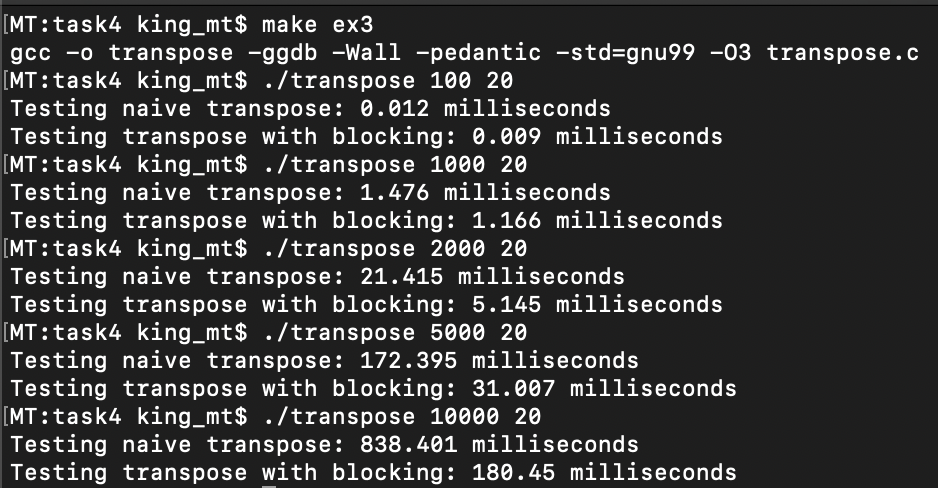 [MT:task4 king_mt$ make ex3
gcc -o transpose -ggdb -Wall -pedantic -std=gnu99 -O3 transpose.c
[MT:task4 king_mt$ ./transpose 100 20
Testing naive transpose: 0.012 milliseconds
Testing transpose with blocking: 0.009 milliseconds
[MT:task4 king_mt$ ./transpose 1000 20
Testing naive transpose: 1.476 milliseconds
Testing transpose with blocking: 1.166 milliseconds
[MT:task4 king_mt$ ./transpose 2000 20
Testing naive transpose: 21.415 milliseconds
Testing transpose with blocking: 5.145 milliseconds
[MT:task4 king_mt$ ./transpose 5000 20
Testing naive transpose: 172.395 milliseconds
Testing transpose with blocking: 31.007 milliseconds
[MT:task4 king_mt$ ./transpose 10000 20
Testing naive transpose: 838.401 milliseconds
Testing transpose with blocking: 180.45 milliseconds